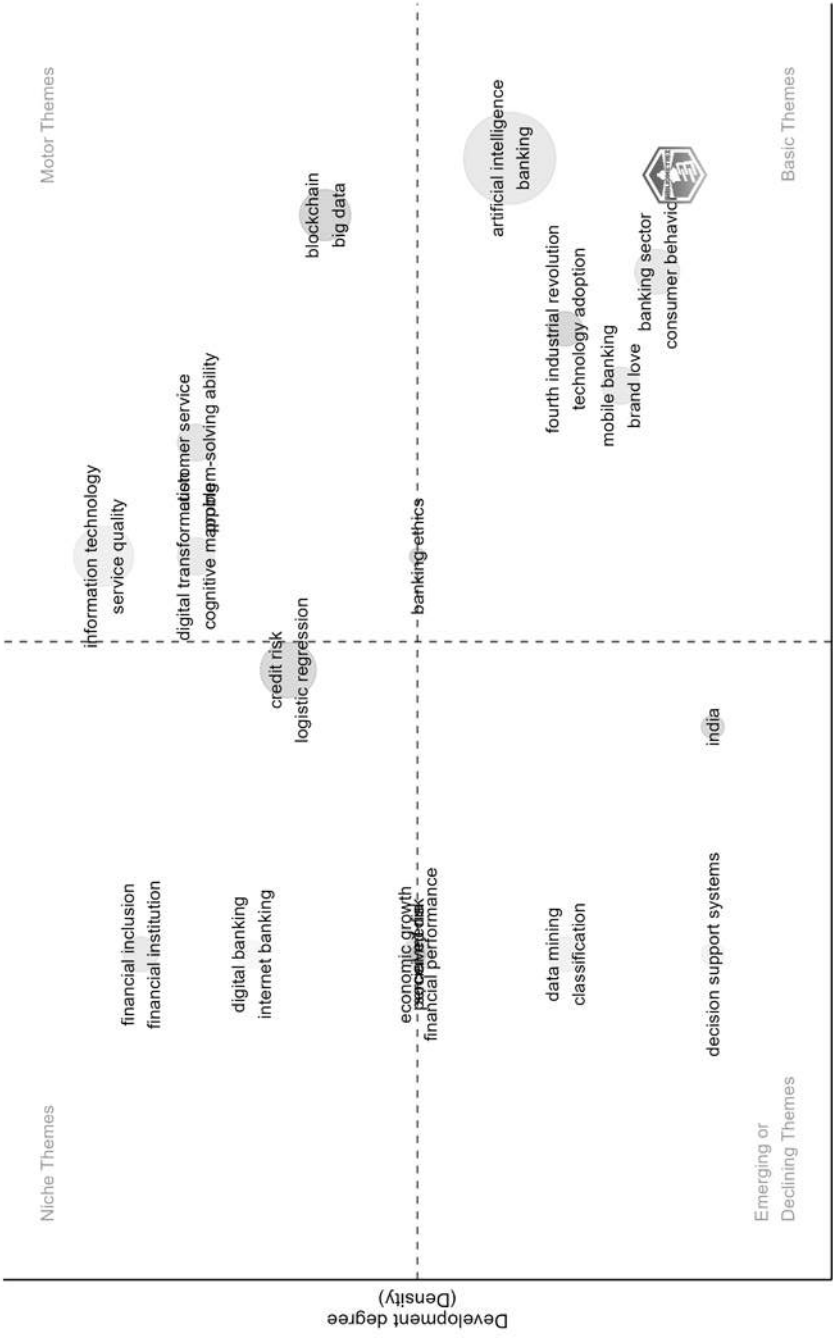 Niche Themes
Motor Themes
information technology
service quality
financial inclusion
financial institution
digital transformation
cognitive mapping
customer service
problem-solving ability
digital banking
internet banking
credit risk
logistic regression
blockchain
big data
economic growth
financial performance
banking ethics
artificial intelligence
banking
data mining
classification
fourth industrial revolution
technology adoption
mobile banking
brand love
banking sector
consumer behavio
decision support systems
india
Emerging or
Declining Themes
Basic Themes
Development degree
(Density)